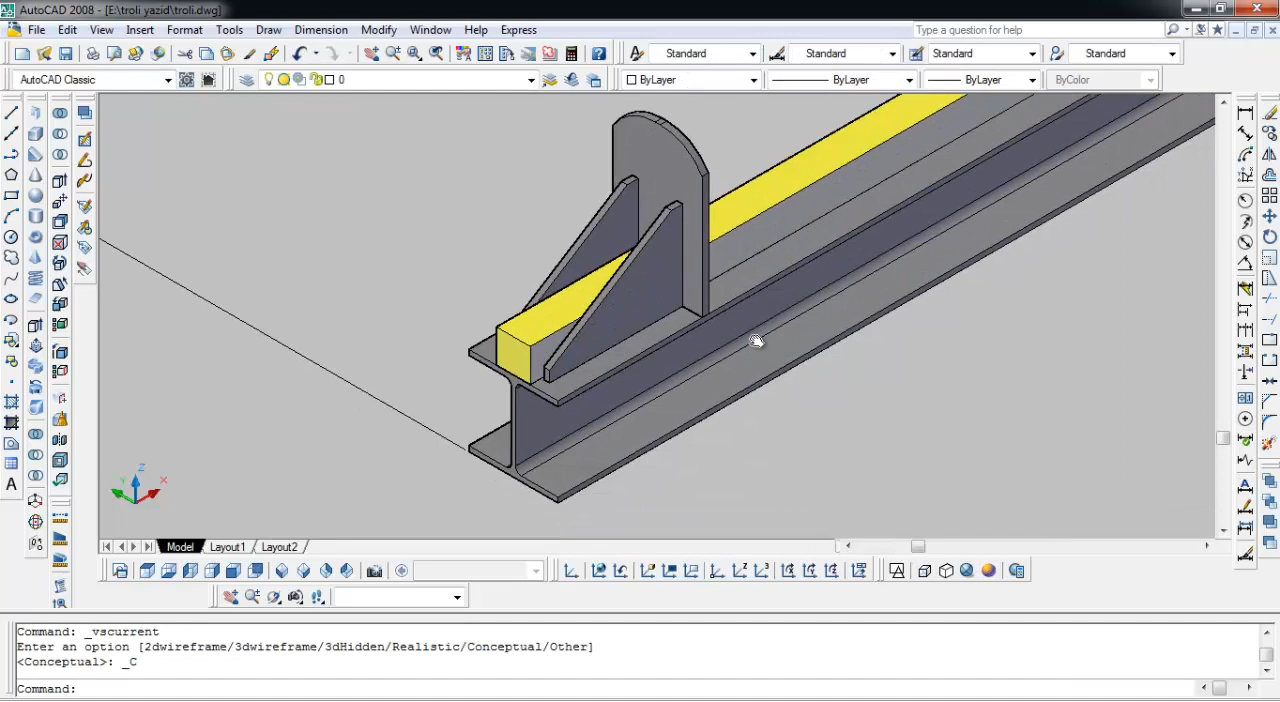 AutoCAD 2008 - [E:\troli yazid\troli.dwg]
File Edit View Insert Format Tools Draw Dimension Modify Window Help Express
Type a question for help
Standard Standard Standard Standard
AutoCAD Classic 0 ByLayer ByLayer ByLayer ByColor
A
Z
Y X
Model Layout1 Layout2
Command: _vscurrent
Enter an option [2dwireframe/3dwireframe/3dHidden/Realistic/Conceptual/Other]
<Conceptual>: _C
Command: